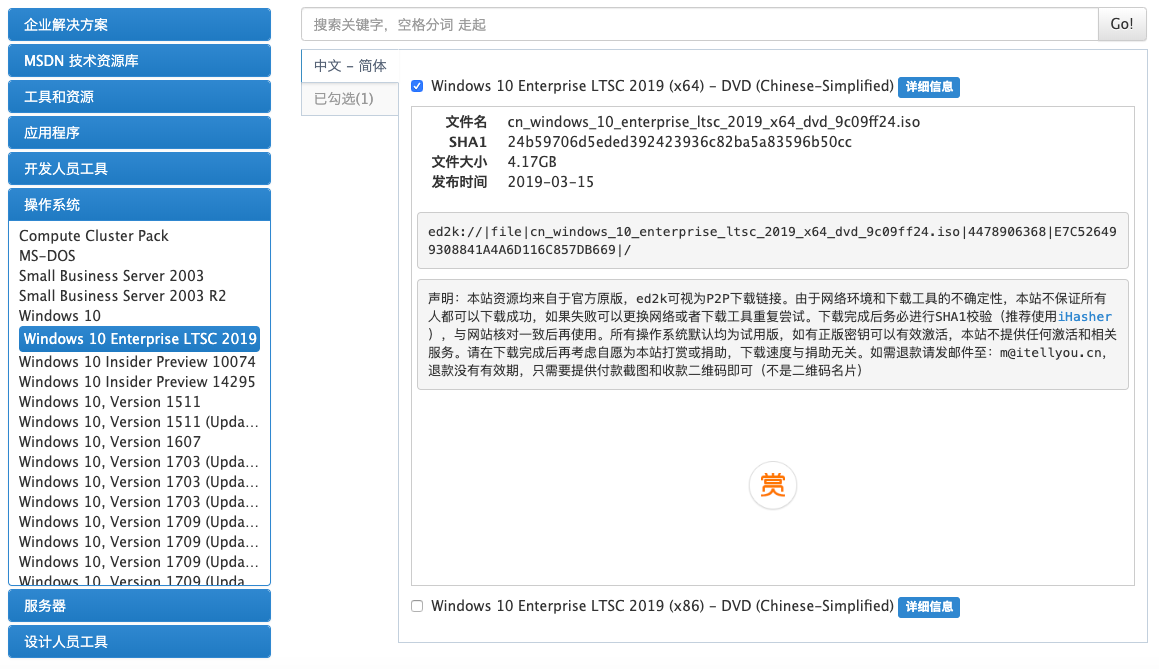 企业解决方案
MSDN 技术资源库
工具和资源
应用程序
开发人员工具
操作系统
Compute Cluster Pack
MS-DOS
Small Business Server 2003
Small Business Server 2003 R2
Windows 10
Windows 10 Enterprise LTSC 2019
Windows 10 Insider Preview 10074
Windows 10 Insider Preview 14295
Windows 10, Version 1511
Windows 10, Version 1511 (Upda...
Windows 10, Version 1607
Windows 10, Version 1703 (Upda...
Windows 10, Version 1703 (Upda...
Windows 10, Version 1703 (Upda...
Windows 10, Version 1709 (Upda...
Windows 10, Version 1709 (Upda...
Windows 10, Version 1709 (Upda...
Windows 10, Version 1709 (Upda
服务器
设计人员工具
搜索关键字，空格分词 走起
Go!
中文 – 简体
已勾选(1)
Windows 10 Enterprise LTSC 2019 (x64) – DVD (Chinese-Simplified) 详细信息
文件名 cn_windows_10_enterprise_ltsc_2019_x64_dvd_9c09ff24.iso
SHA1 24b59706d5eded392423936c82ba5a83596b50cc
文件大小 4.17GB
发布时间 2019-03-15
ed2k://|file|cn_windows_10_enterprise_ltsc_2019_x64_dvd_9c09ff24.iso|4478906368|E7C526499
9308841A4A6D116C857DB669|/
声明：本站资源均来自于官方原版，ed2k可视为P2P下载链接。由于网络环境和下载工具的不确定性，本站不保证所有
人都可以下载成功，如果失败可以更换网络或者下载工具重复尝试。下载完成后务必进行SHA1校验（推荐使用iHasher
），与网站核对一致后再使用。所有操作系统默认均为试用版，如有正版密钥可以有效激活，本站不提供任何激活和相关
服务。请在下载完成后再考虑自愿为本站打赏或捐助，下载速度与捐助无关。如需退款请发邮件至：m@itellyou.cn，
退款没有有效期，只需要提供付款截图和收款二维码即可（不是二维码名片）
赏
Windows 10 Enterprise LTSC 2019 (x86) – DVD (Chinese-Simplified) 详细信息